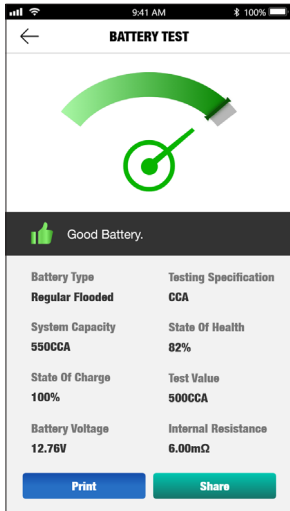 9:41 AM 100%
BATTERY TEST
Good Battery.
Battery Type Testing Specification
Regular Flooded CCA
System Capacity State Of Health
550CCA 82%
State Of Charge Test Value
100% 500CCA
Battery Voltage Internal Resistance
12.76V 6.00mΩ
Print Share